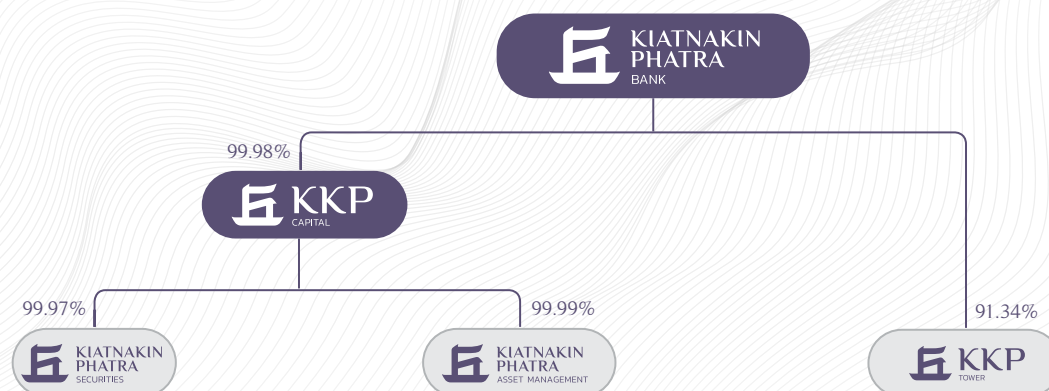 KIATNAKIN
PHATRA
BANK
99.98%
KKP
CAPITAL
99.97%
99.99%
91.34%
KIATNAKIN
PHATRA
SECURITIES
KIATNAKIN
PHATRA
ASSET MANAGEMENT
KKP
TOWER